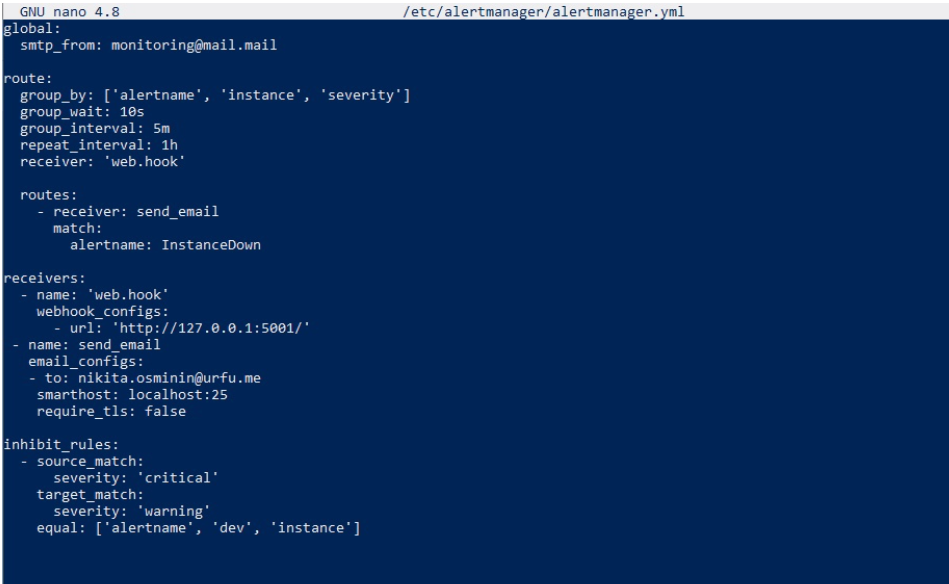 GNU nano 4.8 /etc/alertmanager/alertmanager.yml
global:
  smtp_from: monitoring@mail.mail

route:
  group_by: ['alertname', 'instance', 'severity']
  group_wait: 10s
  group_interval: 5m
  repeat_interval: 1h
  receiver: 'web.hook'

  routes:
    - receiver: send_email
      match:
        alertname: InstanceDown

receivers:
  - name: 'web.hook'
    webhook_configs:
      - url: 'http://127.0.0.1:5001/'
 - name: send_email
   email_configs:
   - to: nikita.osminin@urfu.me
    smarthost: localhost:25
    require_tls: false

inhibit_rules:
  - source_match:
      severity: 'critical'
    target_match:
      severity: 'warning'
    equal: ['alertname', 'dev', 'instance']